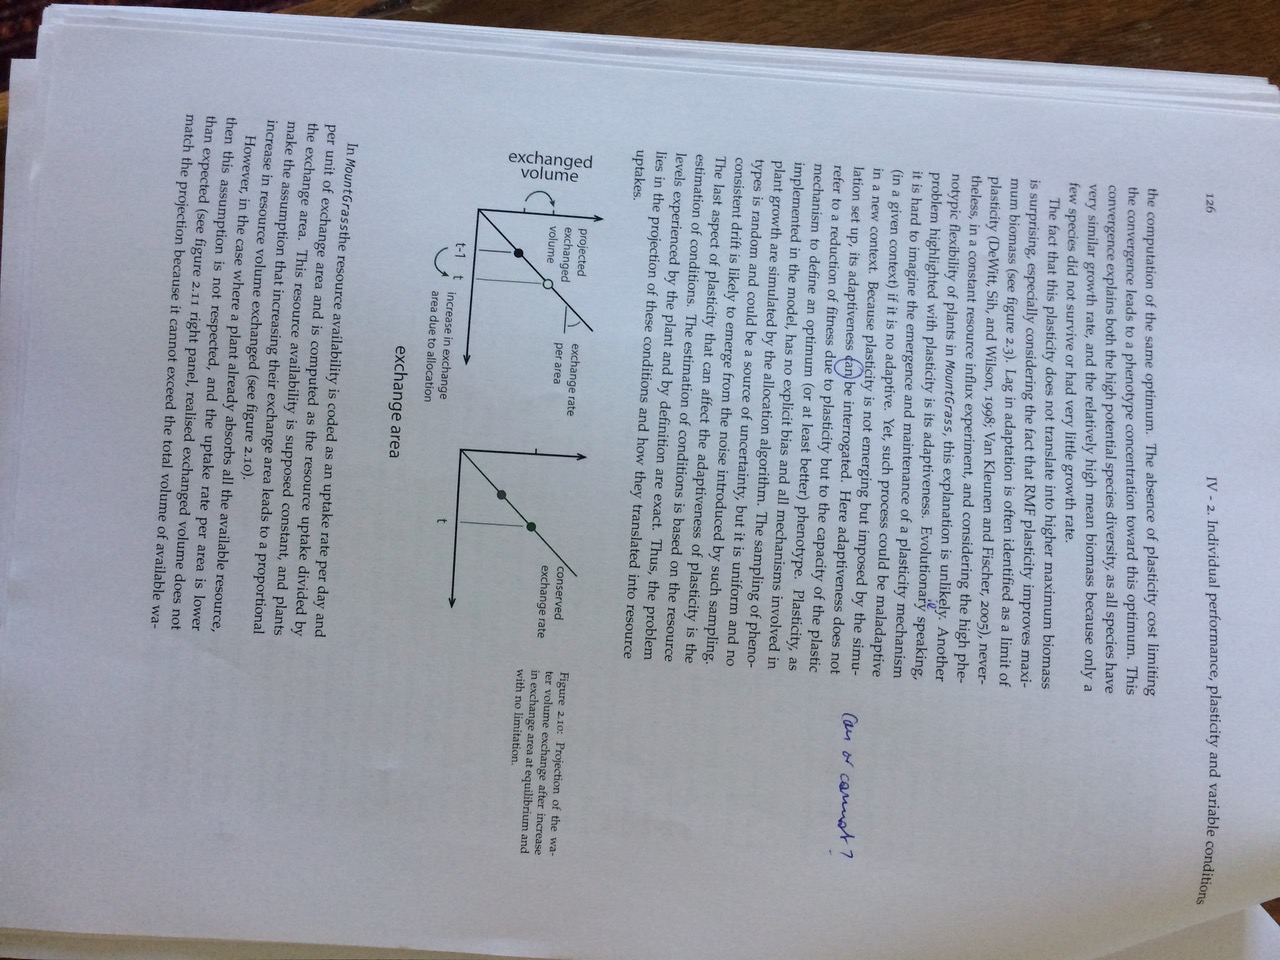 126
IV - 2. Individual performance, plasticity and variable conditions
the computation of the same optimum. The absence of plasticity cost limiting
the convergence leads to a phenotype concentration toward this optimum. This
convergence explains both the high potential species diversity, as all species have
very similar growth rate, and the relatively high mean biomass because only a
few species did not survive or had very little growth rate.
The fact that this plasticity does not translate into higher maximum biomass
is surprising, especially considering the fact that RMF plasticity improves maxi-
mum biomass (see figure 2.3). Lag in adaptation is often identified as a limit of
plasticity (DeWitt, Sih, and Wilson, 1998; Van Kleunen and Fischer, 2005), never-
theless, in a constant resource influx experiment, and considering the high phe-
notypic flexibility of plants in MountGrass, this explanation is unlikely. Another
problem highlighted with plasticity is its adaptiveness. Evolutionary speaking,
it is hard to imagine the emergence and maintenance of a plasticity mechanism
(in a given context) if it is no adaptive. Yet, such process could be maladaptive
in a new context. Because plasticity is not emerging but imposed by the simu-
lation set up, its adaptiveness can be interrogated. Here adaptiveness does not
can or cannot ?
refer to a reduction of fitness due to plasticity but to the capacity of the plastic
mechanism to define an optimum (or at least better) phenotype. Plasticity, as
implemented in the model, has no explicit bias and all mechanisms involved in
plant growth are simulated by the allocation algorithm. The sampling of pheno-
types is random and could be a source of uncertainty, but it is uniform and no
consistent drift is likely to emerge from the noise introduced by such sampling.
The last aspect of plasticity that can affect the adaptiveness of plasticity is the
estimation of conditions. The estimation of conditions is based on the resource
levels experienced by the plant and by definition are exact. Thus, the problem
lies in the projection of these conditions and how they translated into resource
uptakes.
exchanged
volume
projected
exchanged
volume
exchange rate
per area
t-1 t
increase in exchange
area due to allocation
conserved
exchange rate
t
exchange area
Figure 2.10: Projection of the wa-
ter volume exchange after increase
in exchange area at equilibrium and
with no limitation.
In MountGrassthe resource availability is coded as an uptake rate per day and
per unit of exchange area and is computed as the resource uptake divided by
the exchange area. This resource availability is supposed constant, and plants
make the assumption that increasing their exchange area leads to a proportional
increase in resource volume exchanged (see figure 2.10).
However, in the case where a plant already absorbs all the available resource,
then this assumption is not respected, and the uptake rate per area is lower
than expected (see figure 2.11 right panel, realised exchanged volume does not
match the projection because it cannot exceed the total volume of available wa-